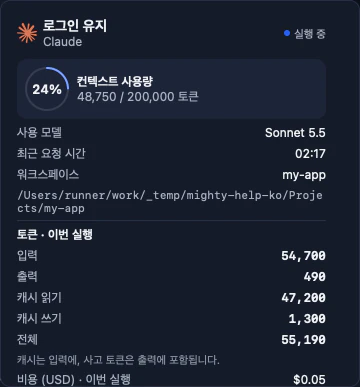 로그인 유지
Claude
실행 중
24%
컨텍스트 사용량
48,750 / 200,000 토큰
사용 모델 Sonnet 5.5
최근 요청 시간 02:17
워크스페이스 my-app
/Users/runner/work/_temp/mighty-help-ko/Proje
cts/my-app
토큰 · 이번 실행
입력 54,700
출력 490
캐시 읽기 47,200
캐시 쓰기 1,300
전체 55,190
캐시는 입력에, 사고 토큰은 출력에 포함됩니다.
비용 (USD) · 이번 실행 $0.05